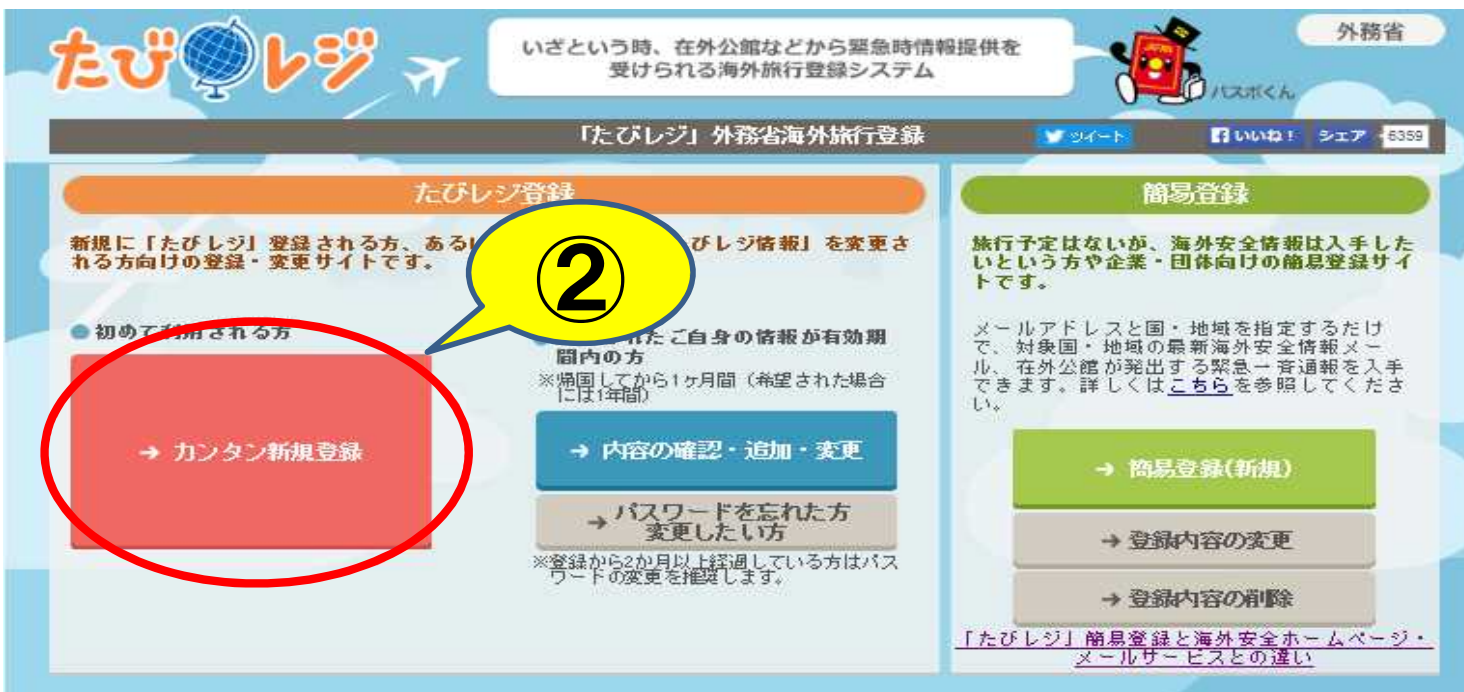 たびレジ
いざという時、在外公館などから緊急時情報提供を
受けられる海外旅行登録システム
外務省
パスポくん
「たびレジ」外務省海外旅行登録
ツイート
いいね!
シェア
6359
たびレジ登録
新規に「たびレジ」登録される方、ある
びレジ情報」を変更さ
れる方向けの登録・変更サイトです。
②
初めて利用される方
カンタン新規登録
れたご自身の情報が有効期
間内の方
※帰国してから1ヶ月間(希望された場合
には1年間)
→ 内容の確認・追加・変更
→ パスワードを忘れた方
変更したい方
※登録から2か月以上経過している方はパス
ワードの変更を推奨します。
簡易登録
旅行予定はないが、海外安全情報は入手した
いという方や企業・団体向けの簡易登録サイ
トです。
メールアドレスと国・地域を指定するだけ
で、対象国・地域の最新海外安全情報メー
ル、在外公館が発出する緊急一斉通報を入手
できます。詳しくはこちらを参照してくださ
い。
→ 簡易登録(新規)
→ 登録内容の変更
→ 登録内容の削除
「たびレジ」簡易登録と海外安全ホームページ・
メールサービスとの違い